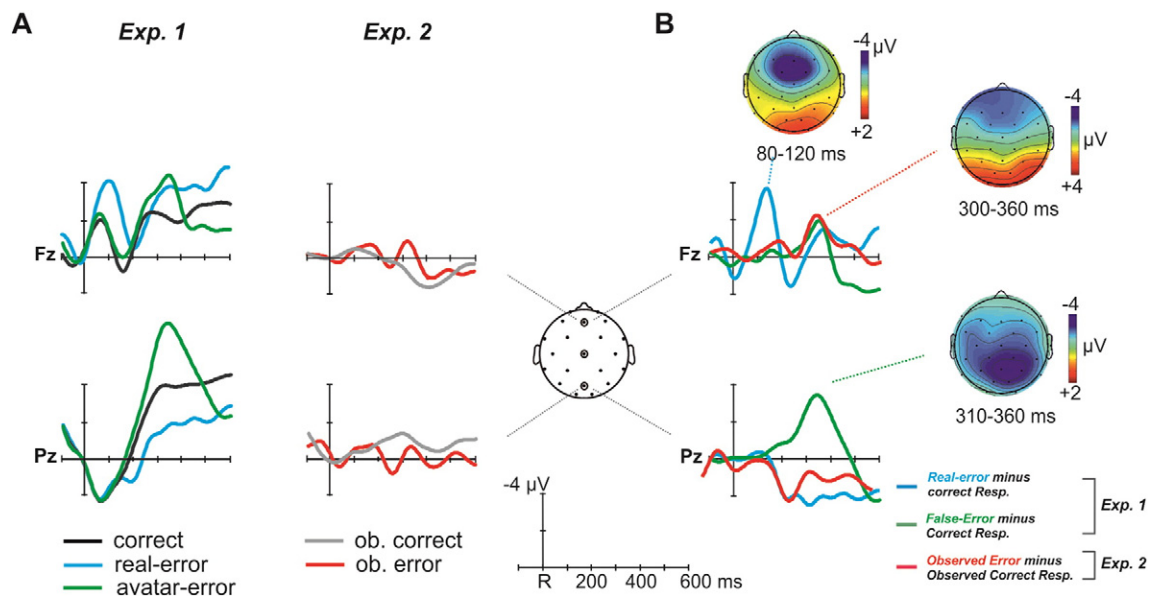 A
Exp. 1
Exp. 2
B
-4
µV
+2
80-120 ms
-4
µV
+4
300-360 ms
Fz
Fz
-4
µV
+2
310-360 ms
Pz
Pz
correct
real-error
avatar-error
ob. correct
ob. error
-4 µV
R 200 400 600 ms
Real-error minus
correct Resp.
False-Error minus
Correct Resp.
Exp. 1
Observed Error minus
Observed Correct Resp.
Exp. 2